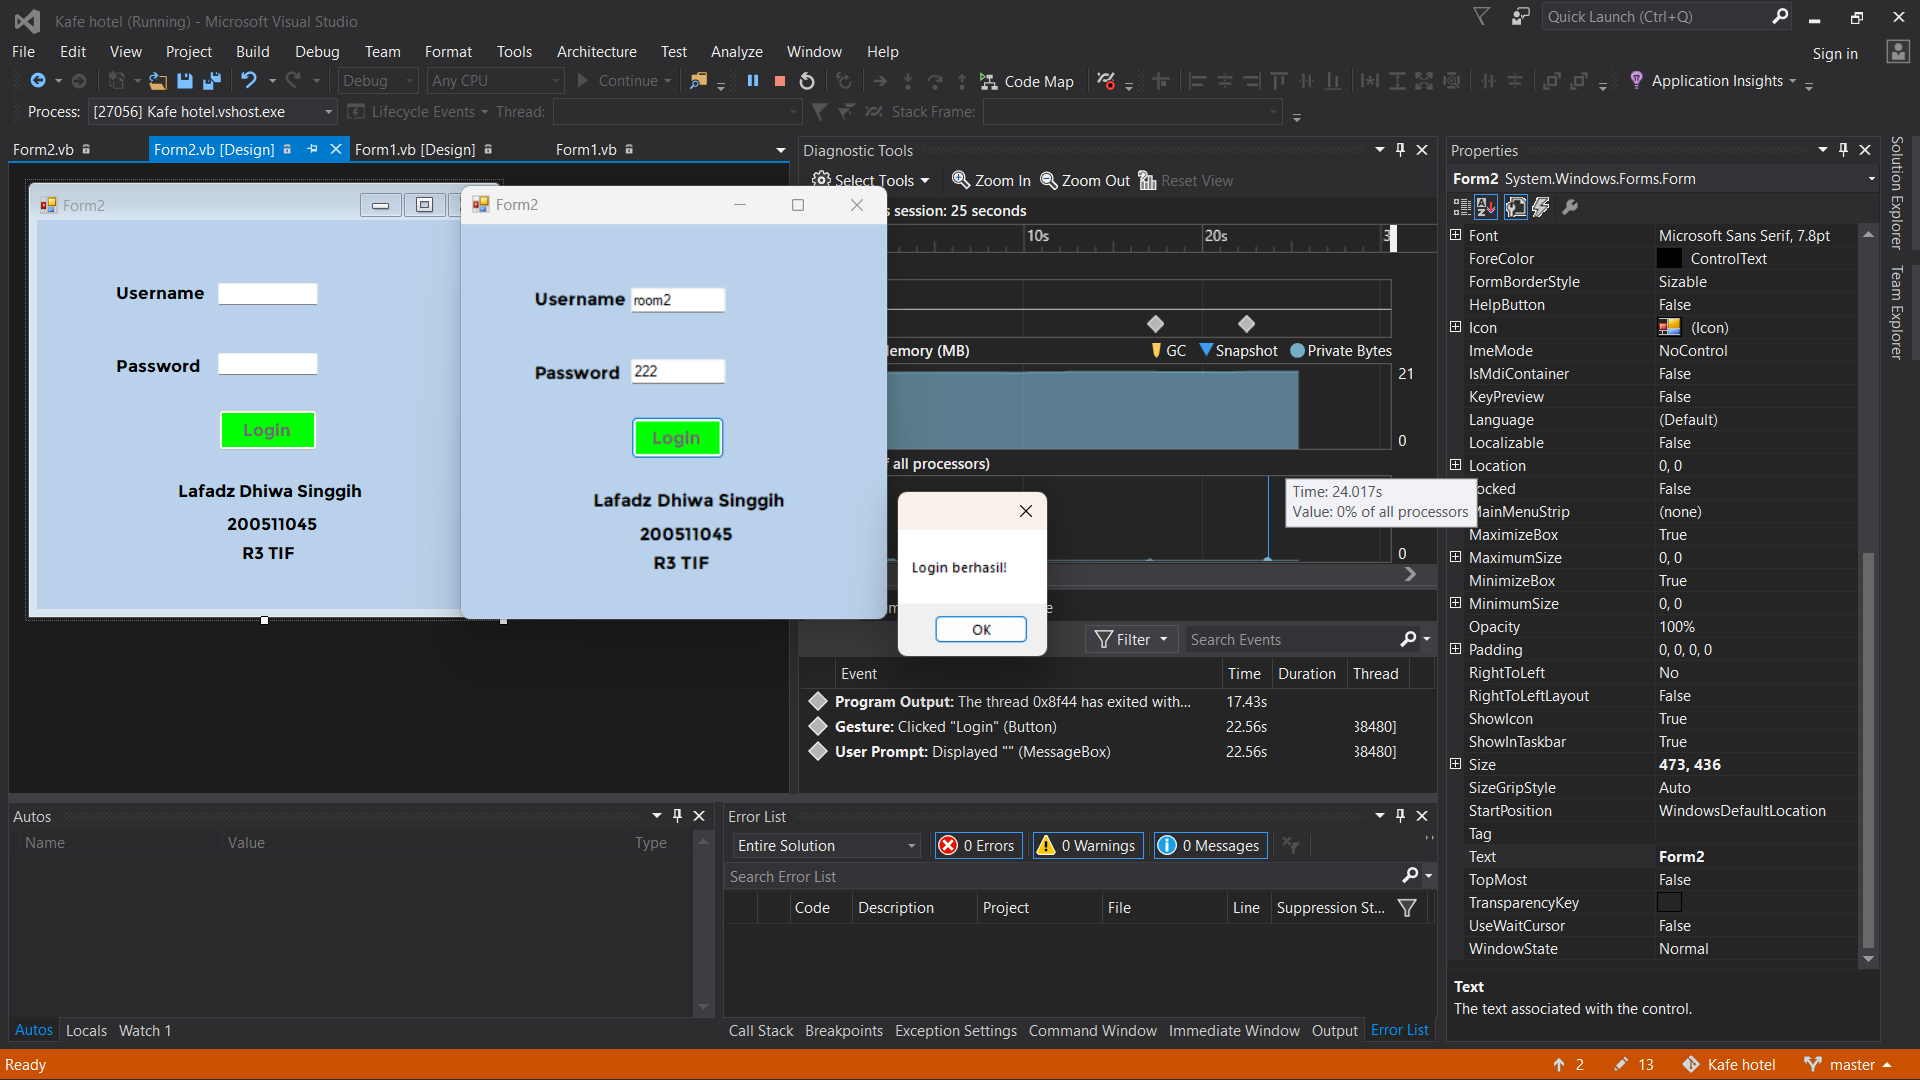 Kafe hotel (Running) - Microsoft Visual Studio
Quick Launch (Ctrl+Q)
File Edit View Project Build Debug Team Format Tools Architecture Test Analyze Window Help
Sign in
Debug Any CPU Continue Code Map Application Insights
Process: [27056] Kafe hotel.vshost.exe Lifecycle Events Thread: Stack Frame:
Form2.vb Form2.vb [Design] Form1.vb [Design] Form1.vb
Form2
Username
Password
Login
Lafadz Dhiwa Singgih
200511045
R3 TIF
Form2
Username room2
Password 222
Login
Lafadz Dhiwa Singgih
200511045
R3 TIF
Login berhasil!
OK
Diagnostic Tools
Select Tools Zoom In Zoom Out Reset View
s session: 25 seconds
10s 20s 3
emory (MB) GC Snapshot Private Bytes
21
0
f all processors)
0
Time: 24.017s
Value: 0% of all processors
Filter Search Events
Event Time Duration Thread
Program Output: The thread 0x8f44 has exited with... 17.43s
Gesture: Clicked "Login" (Button) 22.56s 38480]
User Prompt: Displayed "" (MessageBox) 22.56s 38480]
Autos
Name Value Type
Autos Locals Watch 1
Error List
Entire Solution 0 Errors 0 Warnings 0 Messages
Search Error List
Code Description Project File Line Suppression St...
Call Stack Breakpoints Exception Settings Command Window Immediate Window Output Error List
Properties
Form2 System.Windows.Forms.Form
Font Microsoft Sans Serif, 7.8pt
ForeColor ControlText
FormBorderStyle Sizable
HelpButton False
Icon (Icon)
ImeMode NoControl
IsMdiContainer False
KeyPreview False
Language (Default)
Localizable False
Location 0, 0
ocked False
MainMenuStrip (none)
MaximizeBox True
MaximumSize 0, 0
MinimizeBox True
MinimumSize 0, 0
Opacity 100%
Padding 0, 0, 0, 0
RightToLeft No
RightToLeftLayout False
ShowIcon True
ShowInTaskbar True
Size 473, 436
SizeGripStyle Auto
StartPosition WindowsDefaultLocation
Tag
Text Form2
TopMost False
TransparencyKey
UseWaitCursor False
WindowState Normal
Text
The text associated with the control.
Solution Explorer
Team Explorer
Ready
2 13 Kafe hotel master